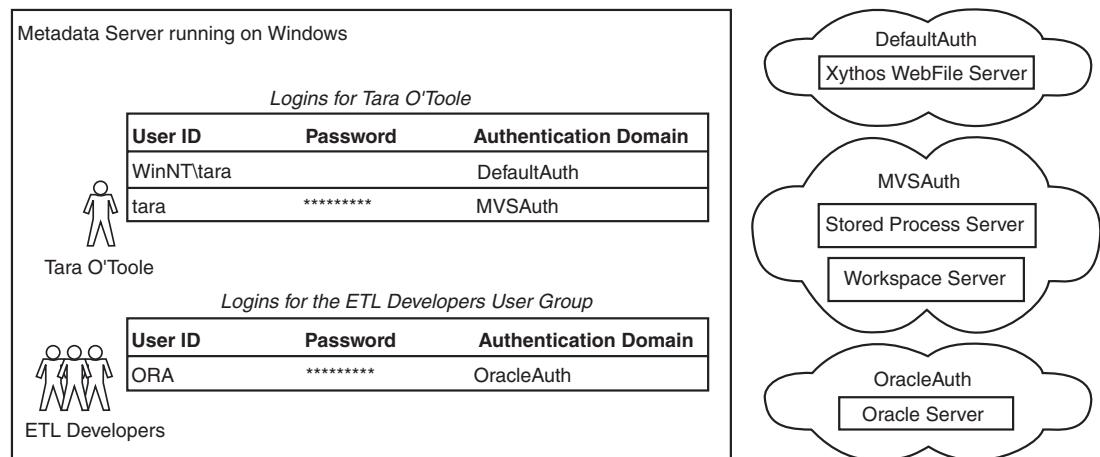 Metadata Server running on Windows
Logins for Tara O'Toole
User ID Password Authentication Domain
WinNT\tara DefaultAuth
tara ********* MVSAuth
Tara O'Toole
Logins for the ETL Developers User Group
User ID Password Authentication Domain
ORA ********* OracleAuth
ETL Developers
DefaultAuth
Xythos WebFile Server
MVSAuth
Stored Process Server
Workspace Server
OracleAuth
Oracle Server